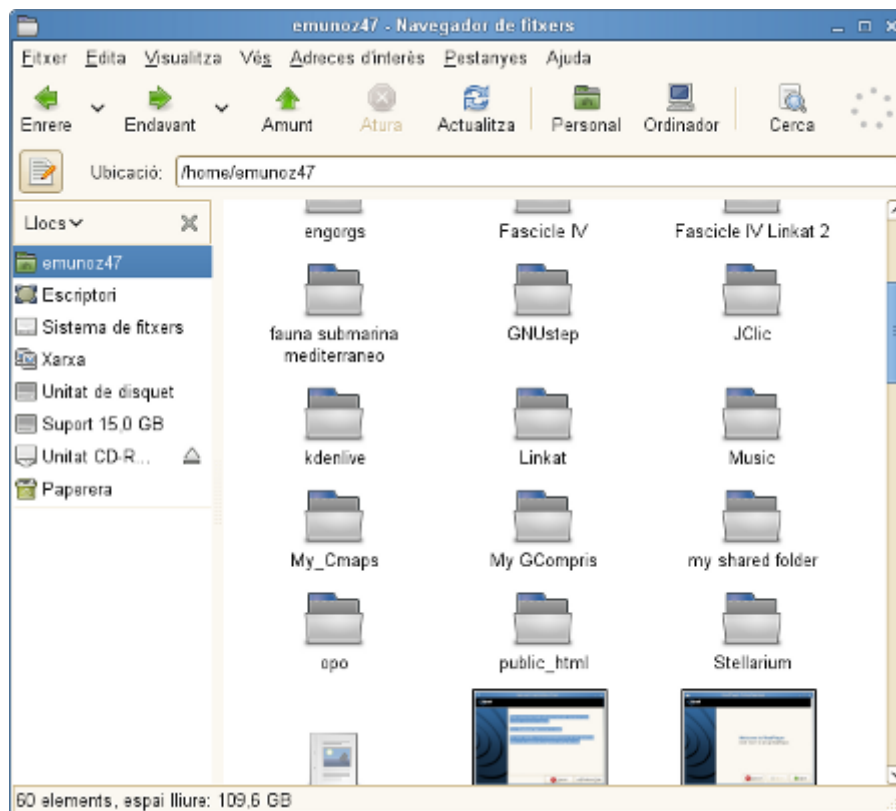 emunoz47 - Navegador de fitxers
Fitxer Edita Visualitza Vés Adreces d'interès Pestanyes Ajuda
Enrere Endavant Amunt Atura Actualitza Personal Ordinador Cerca
Ubicació: /home/emunoz47
Llocs
emunoz47
Escriptori
Sistema de fitxers
Xarxa
Unitat de disquet
Suport 15,0 GB
Unitat CD-R...
Paperera
engorgs Fascicle IV Fascicle IV Linkat 2
fauna submarina
mediterraneo
GNUstep JClic
kdenlive Linkat Music
My_Cmaps My GCompris my shared folder
opo public_html Stellarium
60 elements, espai lliure: 109,6 GB